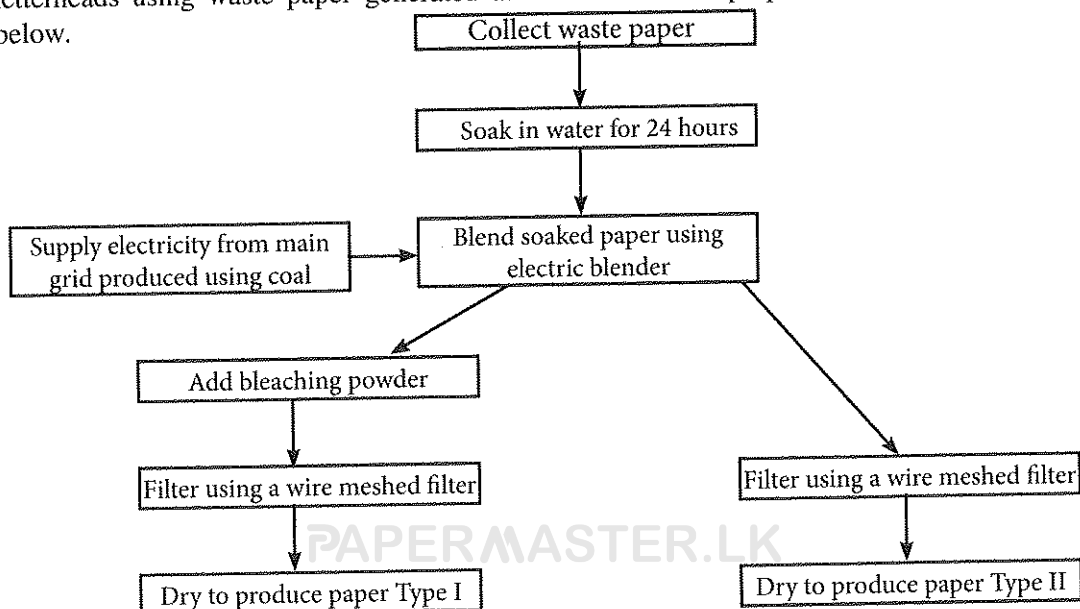 letterheads using waste paper generated
below.
Collect waste paper
Soak in water for 24 hours
Supply electricity from main
grid produced using coal
Blend soaked paper using
electric blender
Add bleaching powder
Filter using a wire meshed filter
Filter using a wire meshed filter
PAPERMASTER.LK
Dry to produce paper Type I
Dry to produce paper Type II